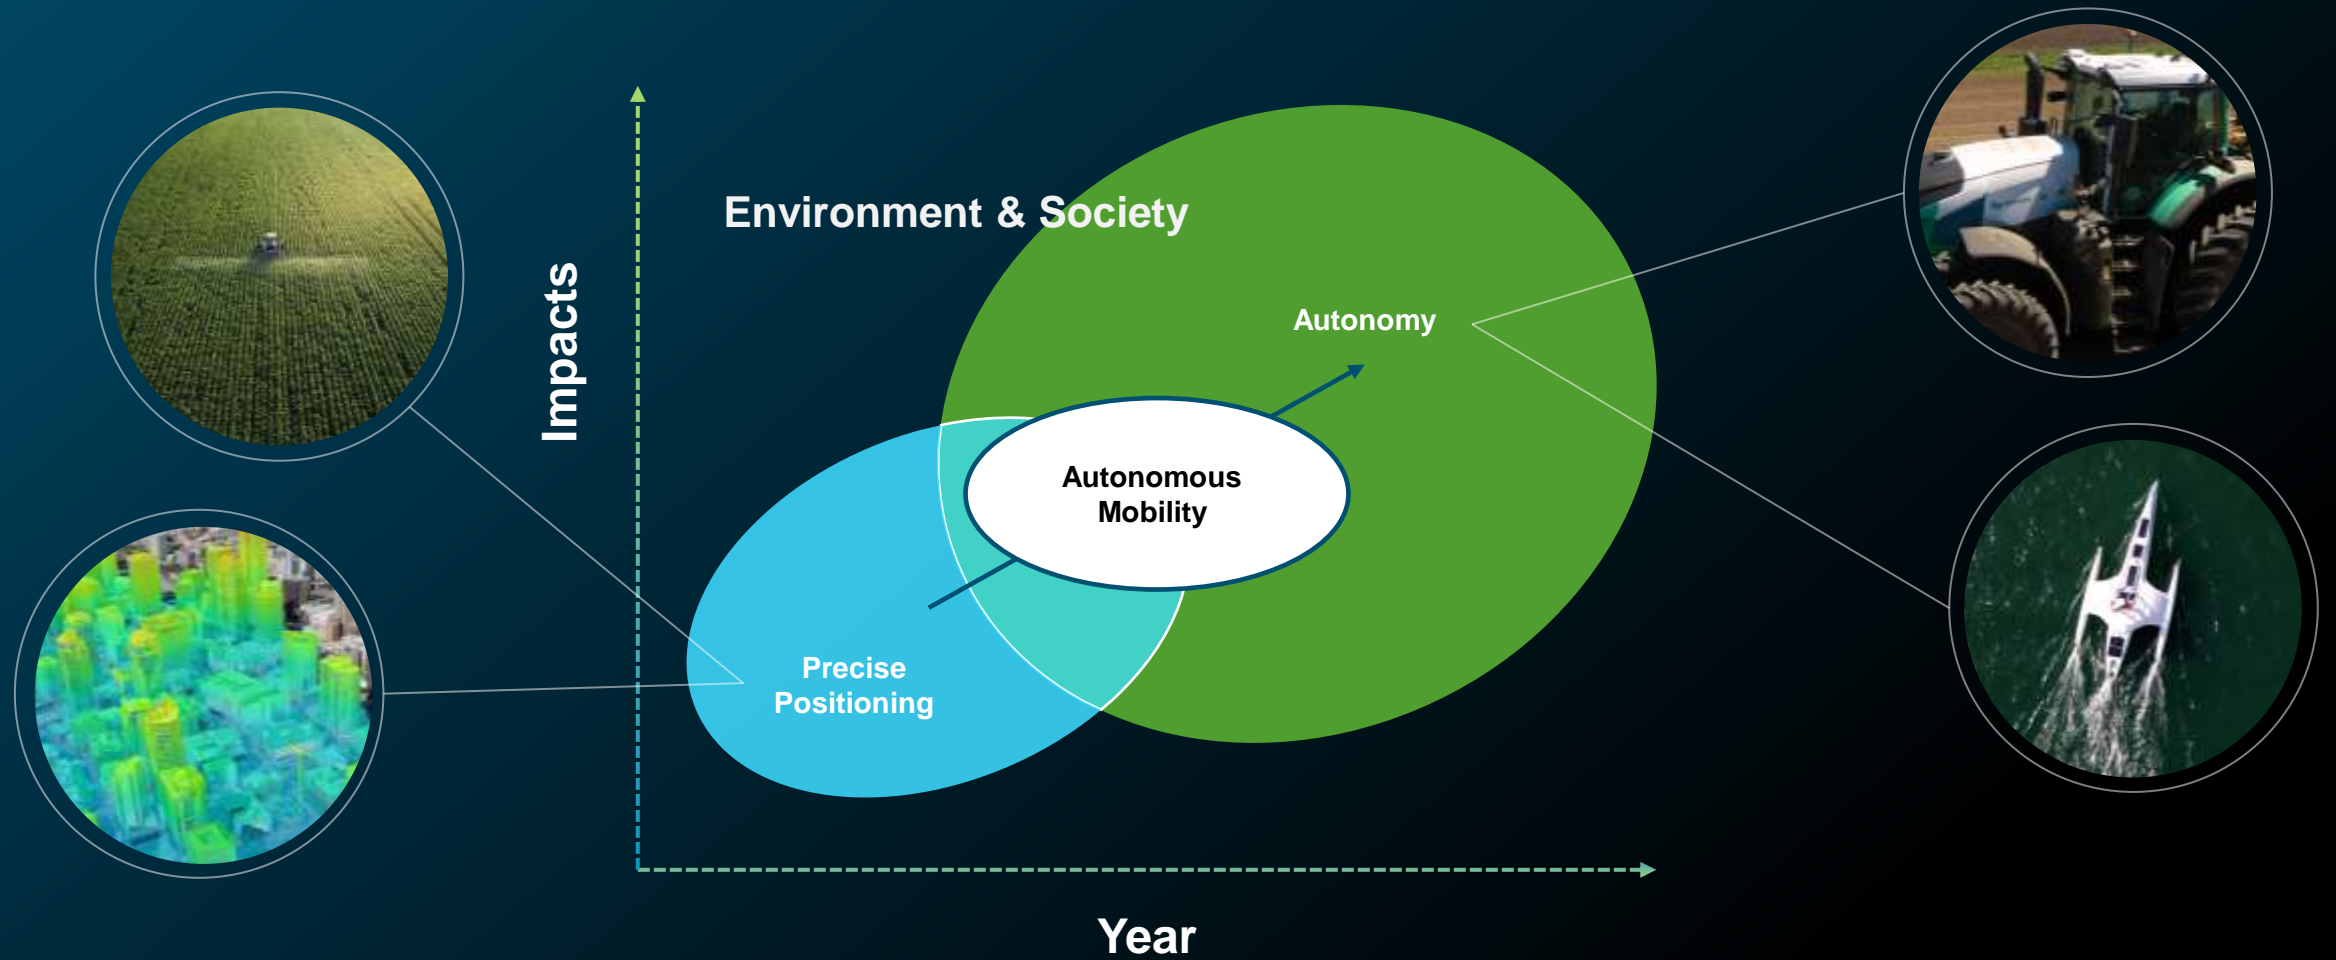 Environment & Society
Impacts
Autonomy
Autonomous
Mobility
Precise
Positioning
Year